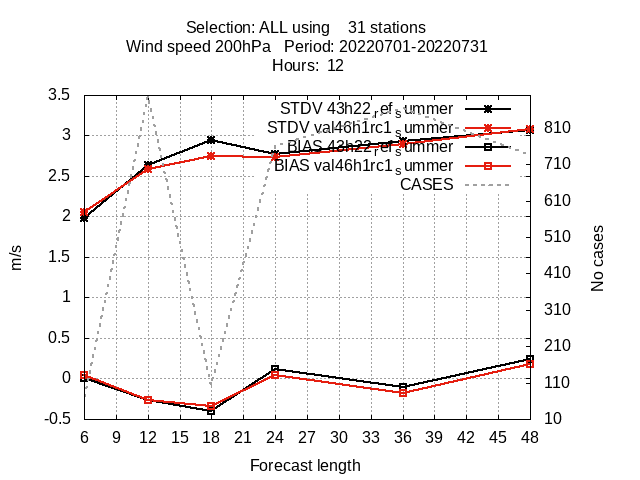 Selection: ALL using 31 stations
Wind speed 200hPa Period: 20220701-20220731
Hours: 12
3.5
3
2.5
2
1.5
1
0.5
0
-0.5
m/s
STDV 43h22_ref_summer
STDV val46h1rc1_summer
BIAS 43h22_ref_summer
BIAS val46h1rc1_summer
CASES
810
710
610
510
410
310
210
110
10
No cases
6 9 12 15 18 21 24 27 30 33 36 39 42 45 48
Forecast length